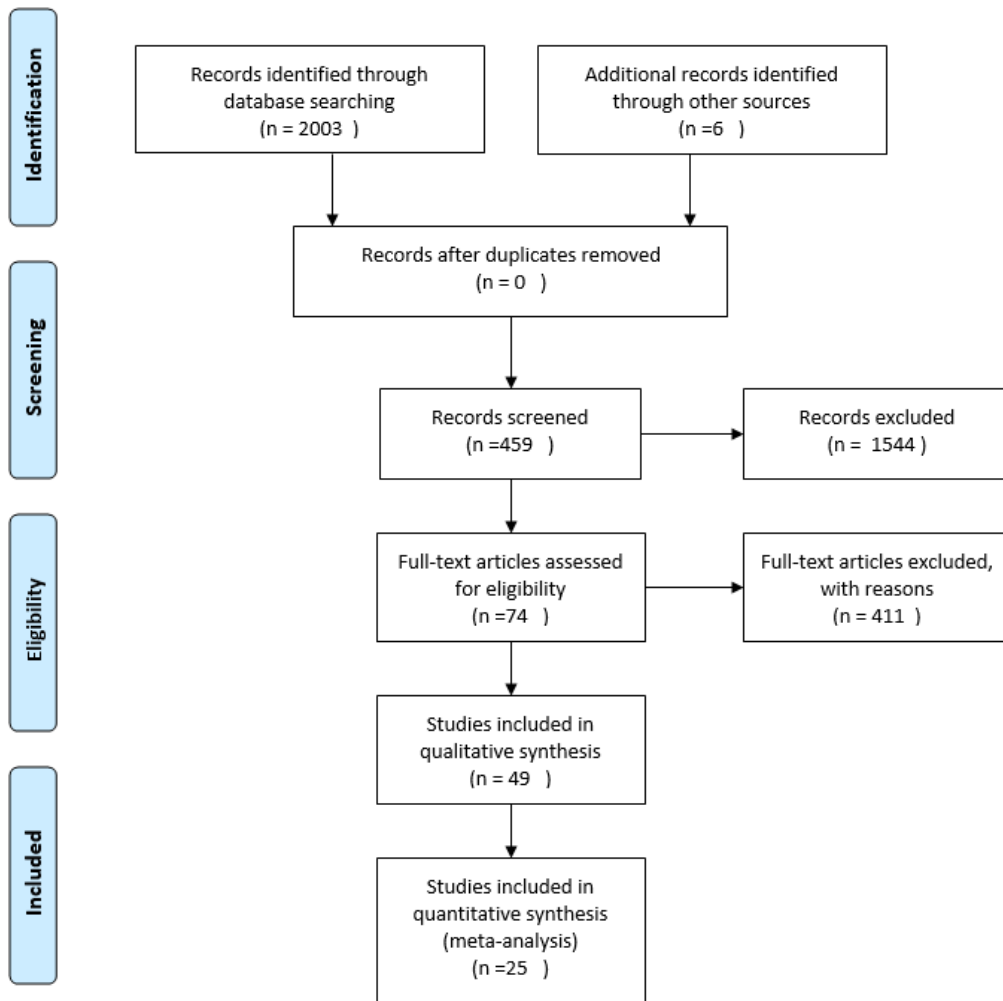 Identification
Records identified through
database searching
(n = 2003  )
Additional records identified
through other sources
(n =6   )
Screening
Records after duplicates removed
(n = 0   )
Records screened
(n =459   )
Records excluded
(n =  1544 )
Eligibility
Full-text articles assessed
for eligibility
(n =74    )
Full-text articles excluded,
with reasons
(n = 411  )
Studies included in
qualitative synthesis
(n = 49   )
Included
Studies included in
quantitative synthesis
(meta-analysis)
(n =25    )